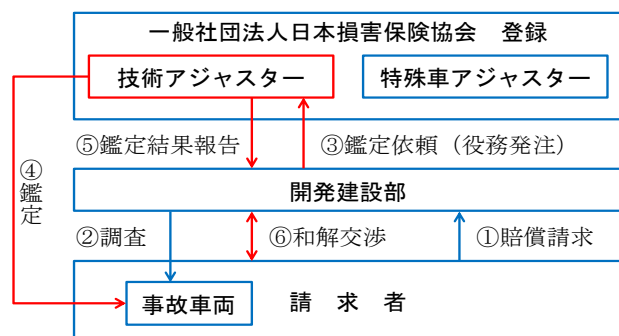 一般社団法人日本損害保険協会　登録
技術アジャスター
特殊車アジャスター
⑤鑑定結果報告
③鑑定依頼（役務発注）
④鑑定
開発建設部
②調査
⑥和解交渉
①賠償請求
事故車両
請　求　者